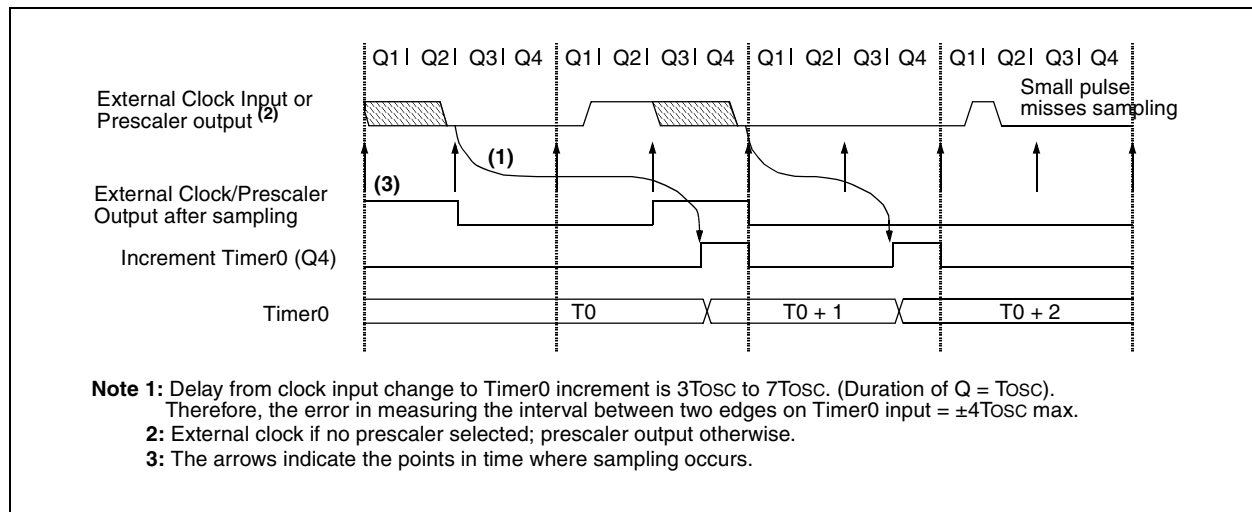 Q1 | Q2 | Q3 | Q4 Q1 | Q2 | Q3 | Q4 Q1 | Q2 | Q3 | Q4 Q1 | Q2 | Q3 | Q4
External Clock Input or
Prescaler output (2)
Small pulse
misses sampling
(1)
(3)
External Clock/Prescaler
Output after sampling
Increment Timer0 (Q4)
Timer0 T0 T0 + 1 T0 + 2
Note 1: Delay from clock input change to Timer0 increment is 3TOSC to 7TOSC. (Duration of Q = TOSC).
Therefore, the error in measuring the interval between two edges on Timer0 input = ±4TOSC max.
2: External clock if no prescaler selected; prescaler output otherwise.
3: The arrows indicate the points in time where sampling occurs.